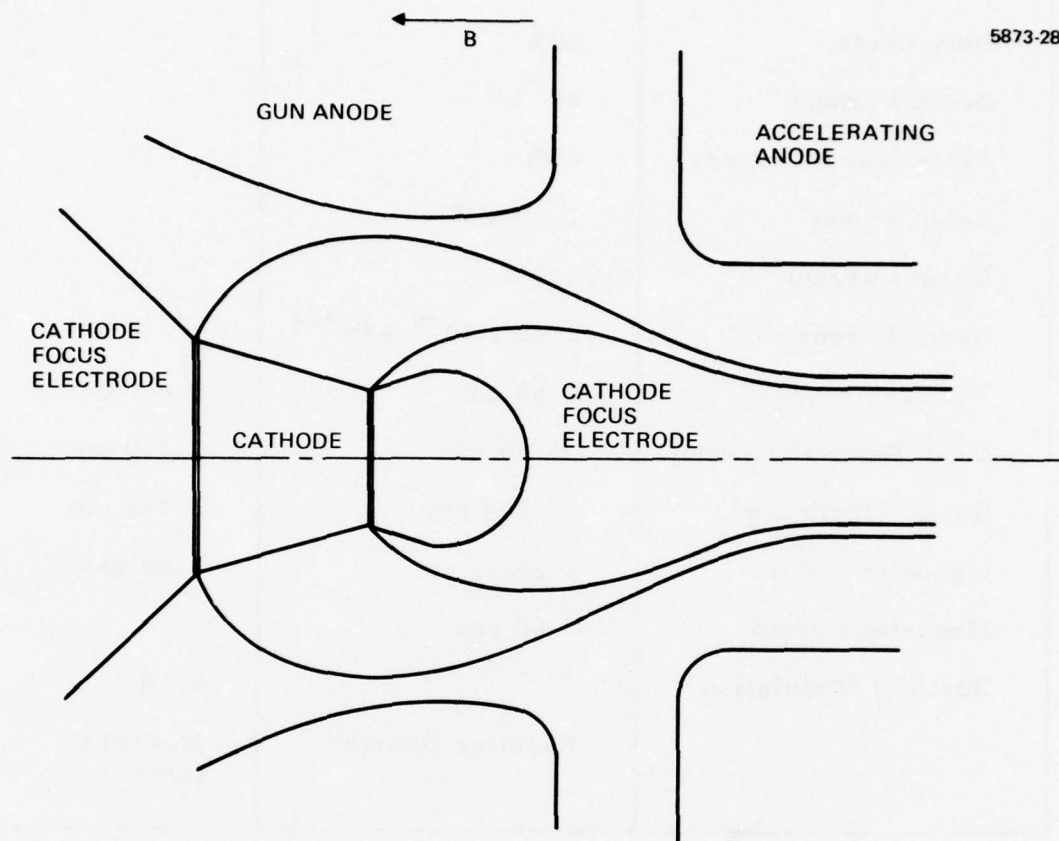 B
5873-28
GUN ANODE
ACCELERATING
ANODE
CATHODE
FOCUS
ELECTRODE
CATHODE
CATHODE
FOCUS
ELECTRODE